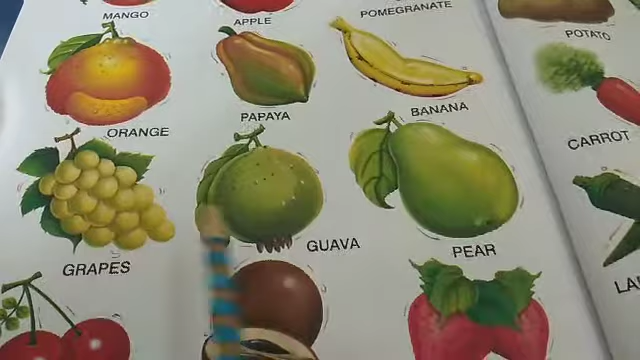 MANGO
APPLE
POMEGRANATE
POTATO
ORANGE
PAPAYA
BANANA
CARROT
GRAPES
GUAVA
PEAR